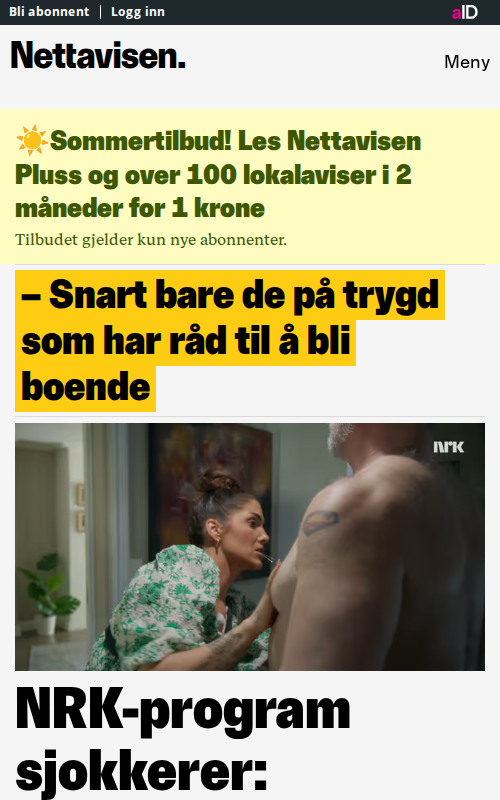 Bli abonnent | Logg inn
aID
Nettavisen.
Meny
☀️Sommertilbud! Les Nettavisen
Pluss og over 100 lokalaviser i 2
måneder for 1 krone
Tilbudet gjelder kun nye abonnenter.
– Snart bare de på trygd
som har råd til å bli
boende
NRK
NRK-program
sjokkerer: